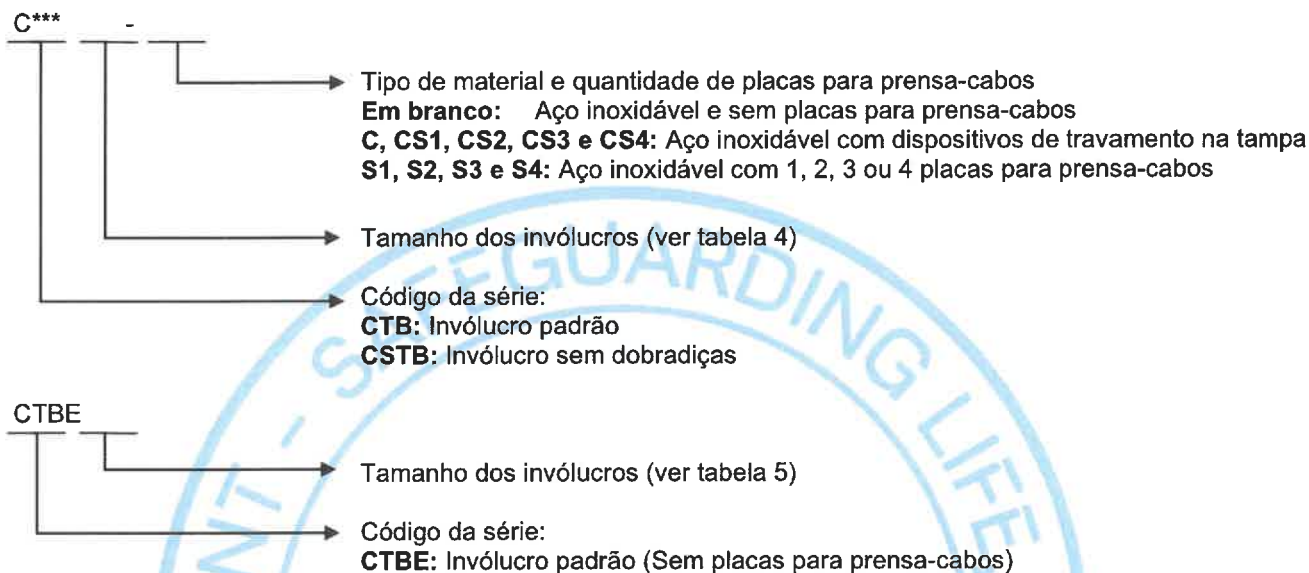 C*** -
Tipo de material e quantidade de placas para prensa-cabos
Em branco: Aço inoxidável e sem placas para prensa-cabos
C, CS1, CS2, CS3 e CS4: Aço inoxidável com dispositivos de travamento na tampa
S1, S2, S3 e S4: Aço inoxidável com 1, 2, 3 ou 4 placas para prensa-cabos
Tamanho dos invólucros (ver tabela 4)
Código da série:
CTB: Invólucro padrão
CSTB: Invólucro sem dobradiças
CTBE
Tamanho dos invólucros (ver tabela 5)
Código da série:
CTBE: Invólucro padrão (Sem placas para prensa-cabos)
NT - SAFEGUARDING LIFE